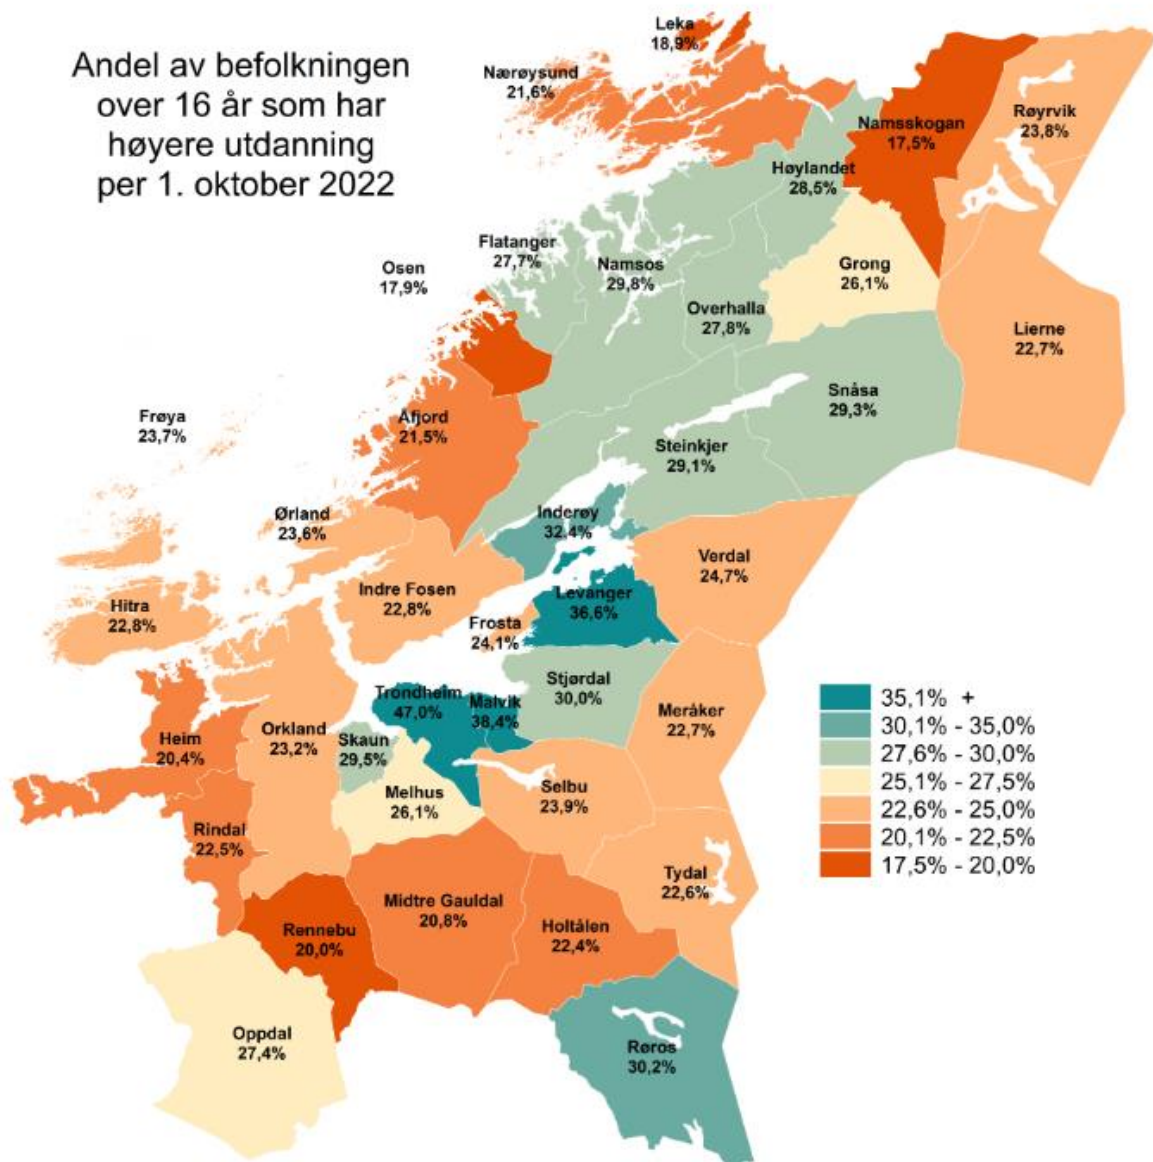 Andel av befolkningen
over 16 år som har
høyere utdanning
per 1. oktober 2022
Leka
18,9%
Nærøysund
21,6%
Namsskogan
17,5%
Røyrvik
23,8%
Høylandet
28,5%
Flatanger
27,7%
Namsos
29,8%
Grong
26,1%
Osen
17,9%
Overhalla
27,8%
Lierne
22,7%
Snåsa
29,3%
Frøya
23,7%
Åfjord
21,5%
Steinkjer
29,1%
Ørland
23,6%
Inderøy
32,4%
Verdal
24,7%
Indre Fosen
22,8%
Levanger
36,6%
Hitra
22,8%
Frosta
24,1%
Stjørdal
30,0%
Trondheim
47,0%
Malvik
38,4%
Meråker
22,7%
Orkland
23,2%
Heim
20,4%
Skaun
29,5%
Melhus
26,1%
Selbu
23,9%
Rindal
22,5%
Tydal
22,6%
Midtre Gauldal
20,8%
Holtålen
22,4%
Rennebu
20,0%
Oppdal
27,4%
Røros
30,2%
35,1% +
30,1% - 35,0%
27,6% - 30,0%
25,1% - 27,5%
22,6% - 25,0%
20,1% - 22,5%
17,5% - 20,0%